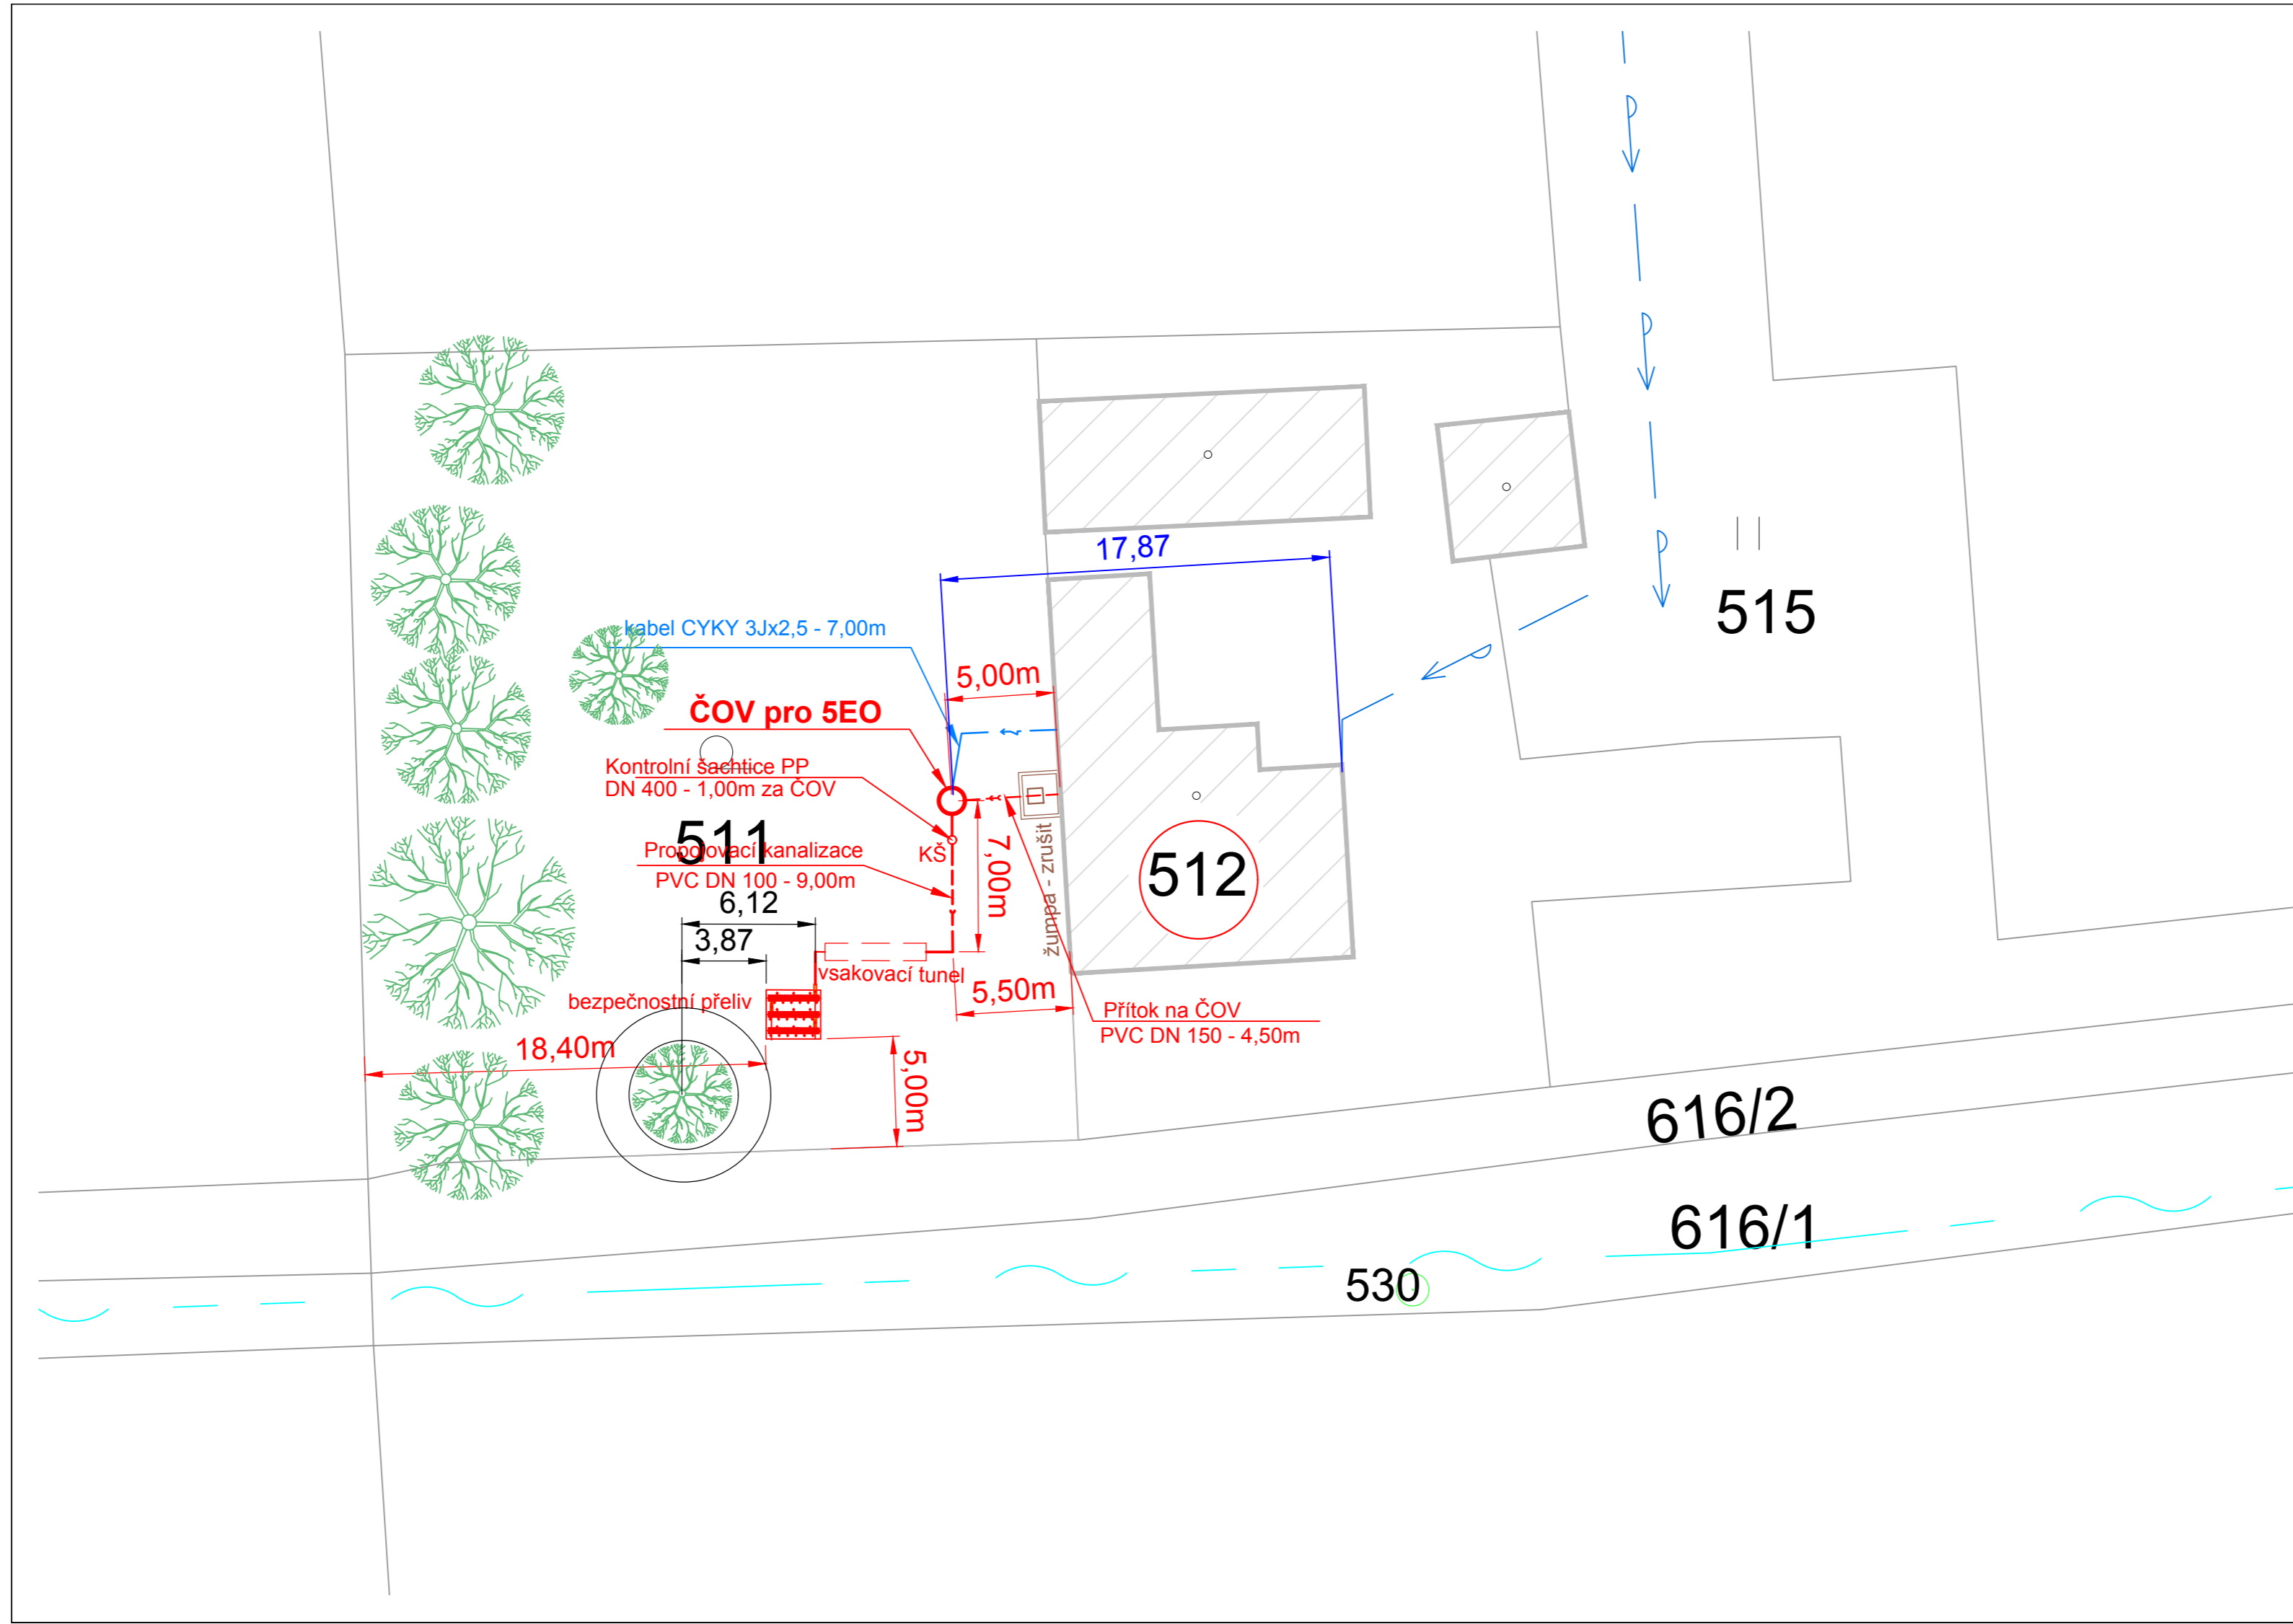 17,87
515
kabel CYKY 3Jx2,5 - 7,00m
5,00m
ČOV pro 5EO
Kontrolní šachtice PP
DN 400 - 1,00m za ČOV
511
Propojovací kanalizace
PVC DN 100 - 9,00m
KŠ
7,00m
žumpa - zrušit
512
6,12
3,87
vsakovací tunel
bezpečnostní přeliv
5,50m
Přítok na ČOV
PVC DN 150 - 4,50m
18,40m
5,00m
616/2
616/1
530